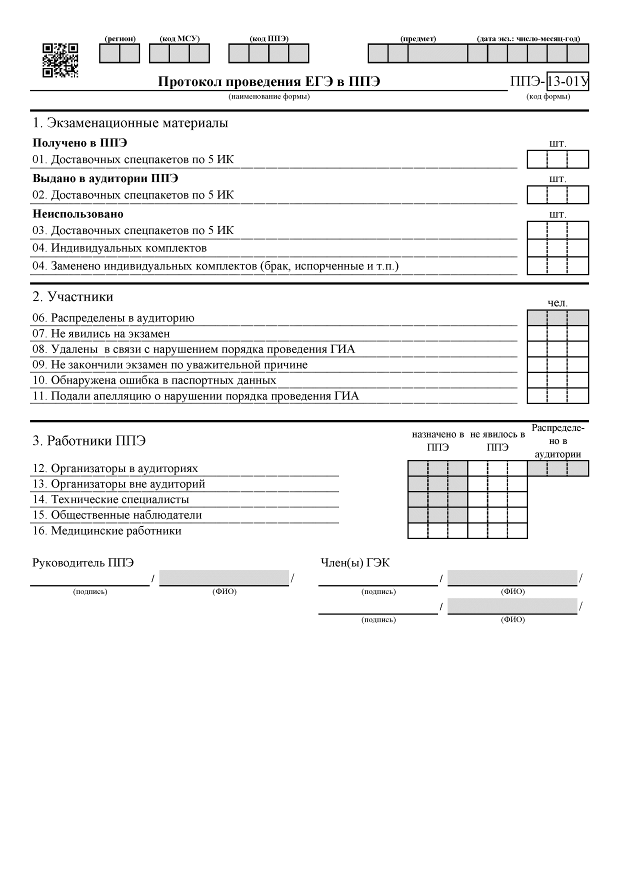 (регион) (код МСУ) (код ППЭ) (предмет) (дата экз.: число-месяц-год)
Протокол проведения ЕГЭ в ППЭ ППЭ-13-01У
(наименование формы) (код формы)
1. Экзаменационные материалы
Получено в ППЭ шт.
01. Доставочных спецпакетов по 5 ИК
Выдано в аудитории ППЭ шт.
02. Доставочных спецпакетов по 5 ИК
Неиспользовано шт.
03. Доставочных спецпакетов по 5 ИК
04. Индивидуальных комплектов
04. Заменено индивидуальных комплектов (брак, испорченные и т.п.)
2. Участники чел.
06. Распределены в аудиторию
07. Не явились на экзамен
08. Удалены в связи с нарушением порядка проведения ГИА
09. Не закончили экзамен по уважительной причине
10. Обнаружена ошибка в паспортных данных
11. Подали апелляцию о нарушении порядка проведения ГИА
3. Работники ППЭ
назначено в ППЭ
не явилось в ППЭ
Распределе-
но в
аудитории
12. Организаторы в аудиториях
13. Организаторы вне аудиторий
14. Технические специалисты
15. Общественные наблюдатели
16. Медицинские работники
Руководитель ППЭ Член(ы) ГЭК
/ / / /
(подпись) (ФИО) (подпись) (ФИО)
/ /
(подпись) (ФИО)